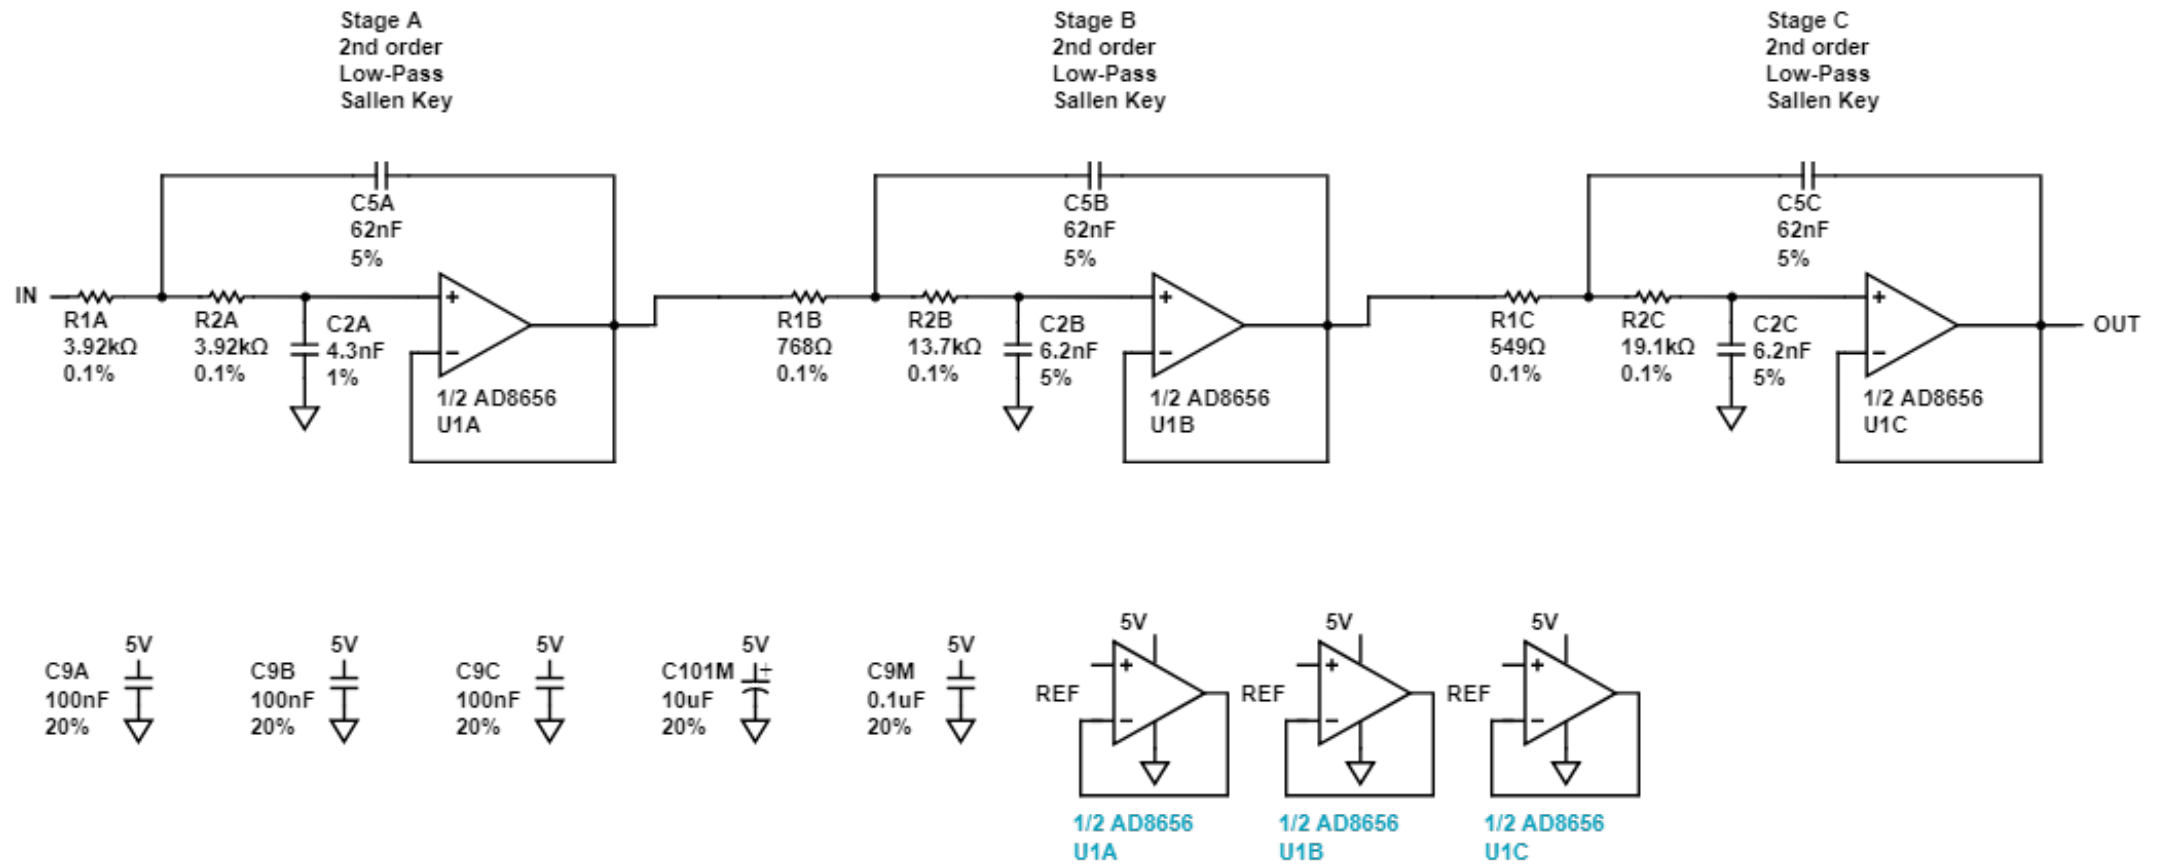 Stage A
2nd order
Low-Pass
Sallen Key
Stage B
2nd order
Low-Pass
Sallen Key
Stage C
2nd order
Low-Pass
Sallen Key
C5A
62nF
5%
C5B
62nF
5%
C5C
62nF
5%
IN
R1A
3.92kΩ
0.1%
R2A
3.92kΩ
0.1%
C2A
4.3nF
1%
+
−
1/2 AD8656
U1A
R1B
768Ω
0.1%
R2B
13.7kΩ
0.1%
C2B
6.2nF
5%
+
−
1/2 AD8656
U1B
R1C
549Ω
0.1%
R2C
19.1kΩ
0.1%
C2C
6.2nF
5%
+
−
1/2 AD8656
U1C
OUT
5V
C9A
100nF
20%
5V
C9B
100nF
20%
5V
C9C
100nF
20%
5V
+
C101M
10uF
20%
5V
C9M
0.1uF
20%
5V
+
REF
−
1/2 AD8656
U1A
5V
+
REF
−
1/2 AD8656
U1B
5V
+
REF
−
1/2 AD8656
U1C